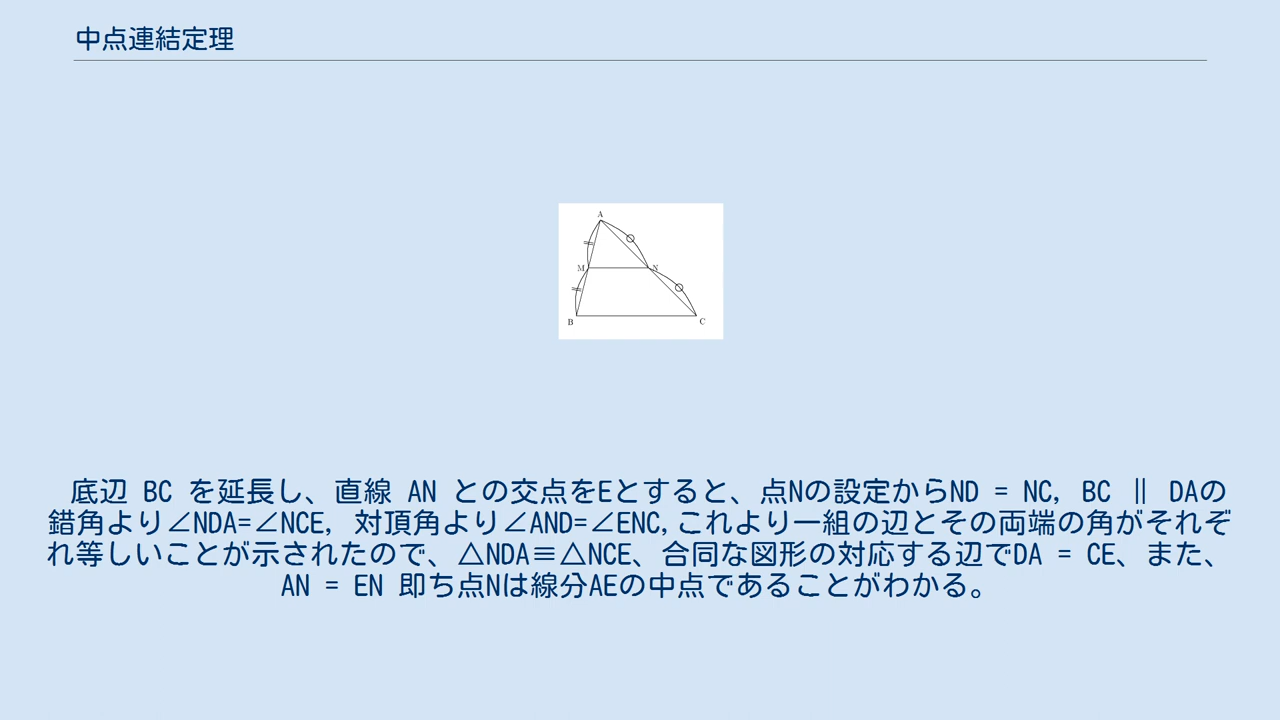 中点連結定理
A
M
N
B
C
底辺 BC を延長し、直線 AN との交点をEとすると、点Nの設定からND = NC, BC ∥ DAの
錯角より∠NDA=∠NCE, 対頂角より∠AND=∠ENC,これより一組の辺とその両端の角がそれぞ
れ等しいことが示されたので、△NDA≡△NCE、合同な図形の対応する辺でDA = CE、また、
AN = EN 即ち点Nは線分AEの中点であることがわかる。